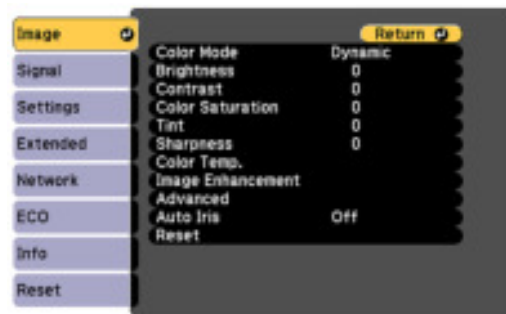 Image
Signal
Settings
Extended
Network
ECO
Info
Reset
Return
Color Mode Dynamic
Brightness 0
Contrast 0
Color Saturation 0
Tint 0
Sharpness 0
Color Temp.
Image Enhancement
Advanced
Auto Iris Off
Reset